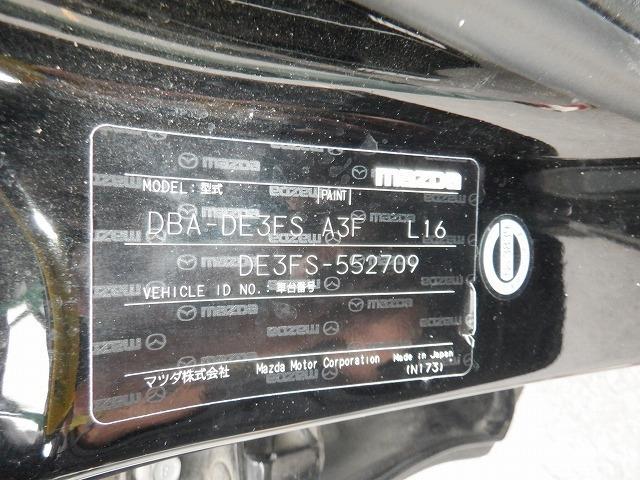 mazda
MODEL:型式 PAINT
DBA-DE3FS A3F L16
DE3FS-552709
VEHICLE ID NO.:車台番号
マツダ株式会社 Mazda Motor Corporation Made in Japan
(N173)